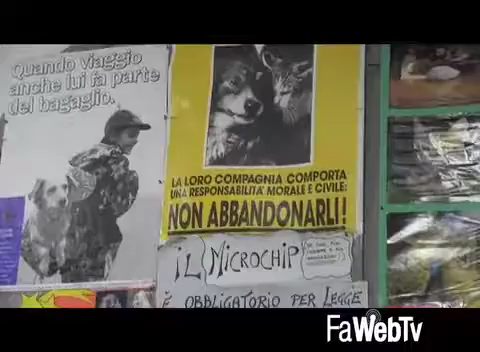 Quando viaggio
anche lui fa parte
del bagaglio.
LA LORO COMPAGNIA COMPORTA
UNA RESPONSABILITA' MORALE E CIVILE:
NON ABBANDONARLI!
IL MICROCHIP
È OBBLIGATORIO PER LEGGE
FaWebTv